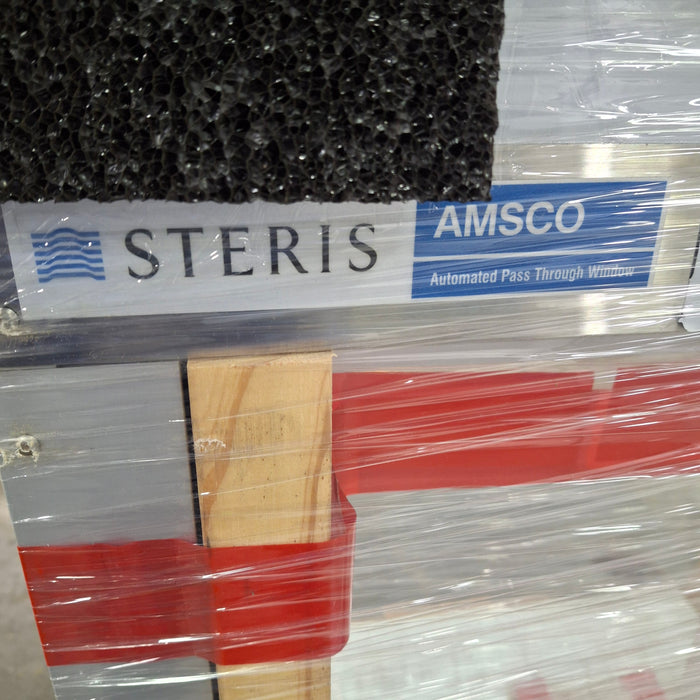 STERIS
AMSCO
Automated Pass Through Window